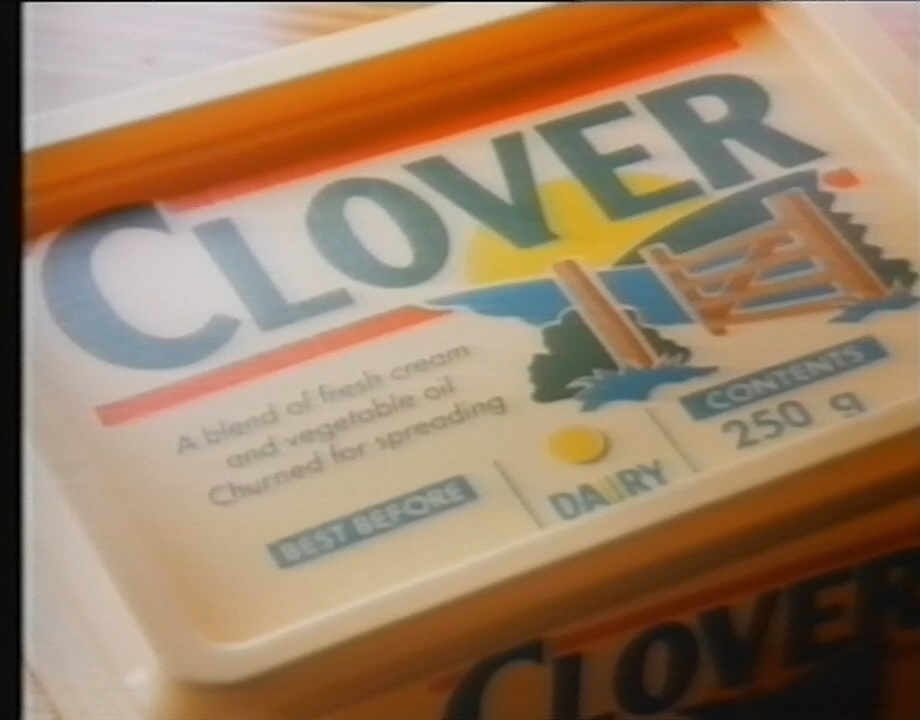 CLOVER
A blend of fresh cream
and vegetable oil
Churned for spreading
BEST BEFORE
DAIRY
CONTENTS
250 g
CLOVER